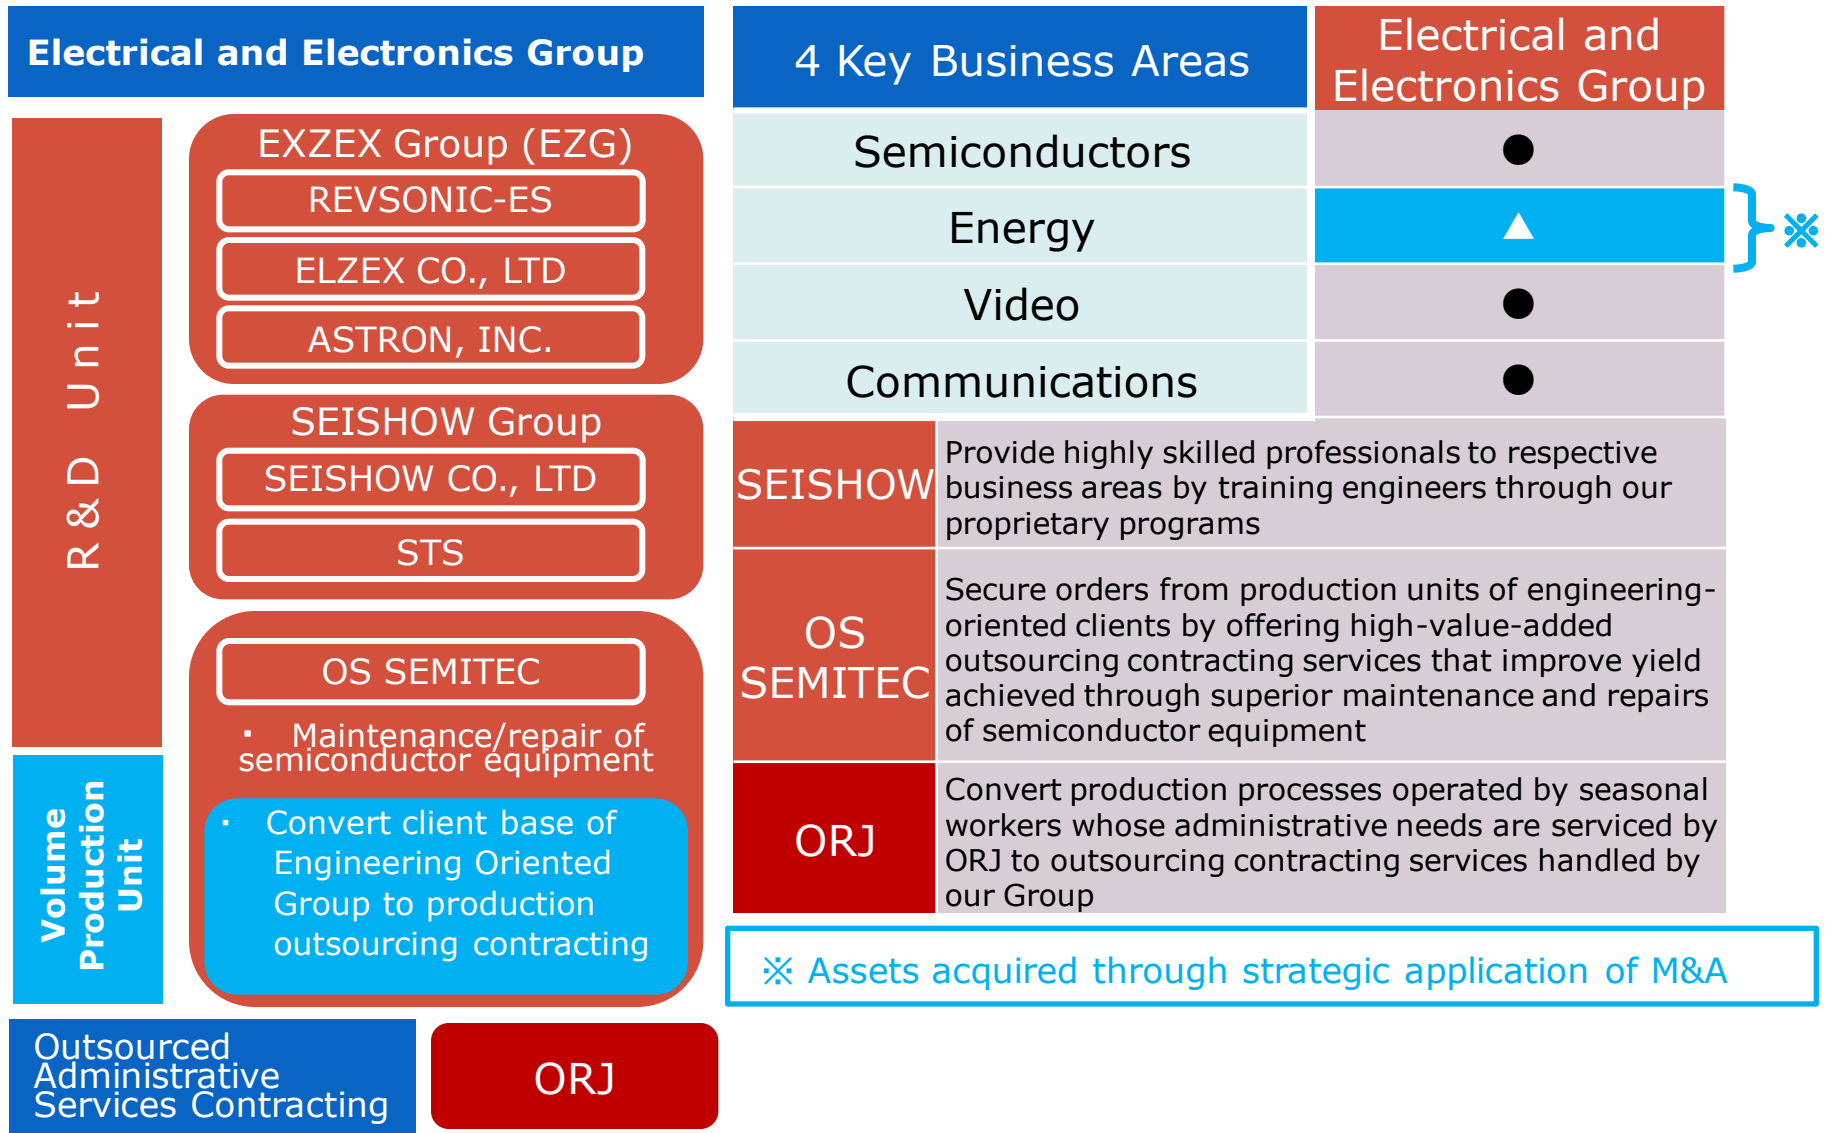 Electrical and Electronics Group
R&D Unit
EXZEX Group (EZG)
REVSONIC-ES
ELZEX CO., LTD
ASTRON, INC.
SEISHOW Group
SEISHOW CO., LTD
STS
OS SEMITEC
・ Maintenance/repair of
semiconductor equipment
Volume
Production
Unit
・ Convert client base of
Engineering Oriented
Group to production
outsourcing contracting
Outsourced
Administrative
Services Contracting
ORJ
4 Key Business Areas
Electrical and
Electronics Group
Semiconductors
●
Energy
▲
※
Video
●
Communications
●
SEISHOW
Provide highly skilled professionals to respective
business areas by training engineers through our
proprietary programs
OS
SEMITEC
Secure orders from production units of engineering-
oriented clients by offering high-value-added
outsourcing contracting services that improve yield
achieved through superior maintenance and repairs
of semiconductor equipment
ORJ
Convert production processes operated by seasonal
workers whose administrative needs are serviced by
ORJ to outsourcing contracting services handled by
our Group
※ Assets acquired through strategic application of M&A